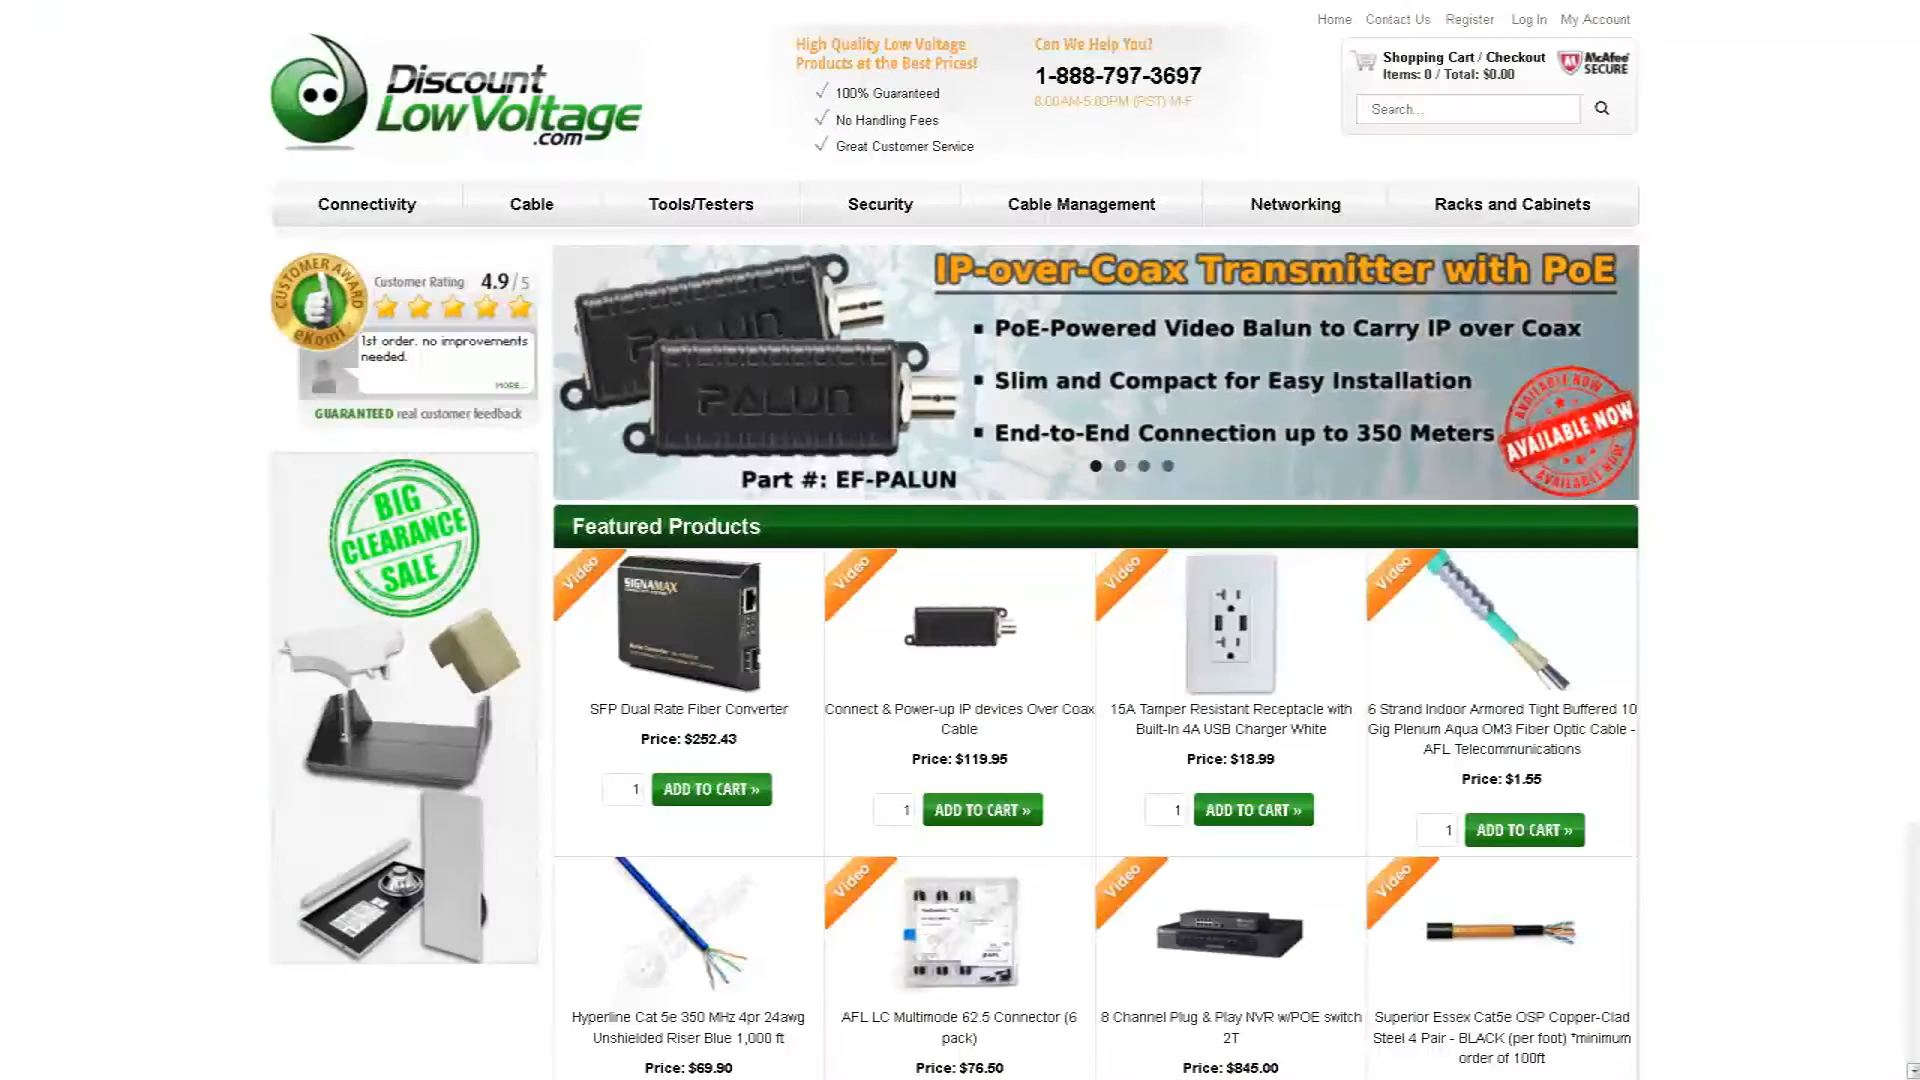 Home Contact Us Register Log In My Account
Discount
LowVoltage
.com
High Quality Low Voltage
Products at the Best Prices!
100% Guaranteed
No Handling Fees
Great Customer Service
Can We Help You?
1-888-797-3697
8:00AM-5:00PM (PST) M-F
Shopping Cart / Checkout
Items: 0 / Total: $0.00
McAfee
SECURE
Search...
Connectivity Cable Tools/Testers Security Cable Management Networking Racks and Cabinets
CUSTOMER AWARD
eKomi
Customer Rating 4.9/5
1st order. no improvements
needed.
MORE...
GUARANTEED real customer feedback
BIG
CLEARANCE
SALE
IP-over-Coax Transmitter with PoE
▪ PoE-Powered Video Balun to Carry IP over Coax
▪ Slim and Compact for Easy Installation
▪ End-to-End Connection up to 350 Meters
PALUN
PALUN
Part #: EF-PALUN
AVAILABLE NOW
AVAILABLE NOW
AVAILABLE NOW
Featured Products
Video
SIGNAMAX
SFP Dual Rate Fiber Converter
Price: $252.43
1 ADD TO CART »
Video
Connect & Power-up IP devices Over Coax
Cable
Price: $119.95
1 ADD TO CART »
Video
15A Tamper Resistant Receptacle with
Built-In 4A USB Charger White
Price: $18.99
1 ADD TO CART »
Video
6 Strand Indoor Armored Tight Buffered 10
Gig Plenum Aqua OM3 Fiber Optic Cable -
AFL Telecommunications
Price: $1.55
1 ADD TO CART »
Hyperline Cat 5e 350 MHz 4pr 24awg
Unshielded Riser Blue 1,000 ft
Price: $69.90
Video
AFL LC Multimode 62.5 Connector (6
pack)
Price: $76.50
Video
8 Channel Plug & Play NVR w/POE switch
2T
Price: $845.00
Video
Superior Essex Cat5e OSP Copper-Clad
Steel 4 Pair - BLACK (per foot) *minimum
order of 100ft